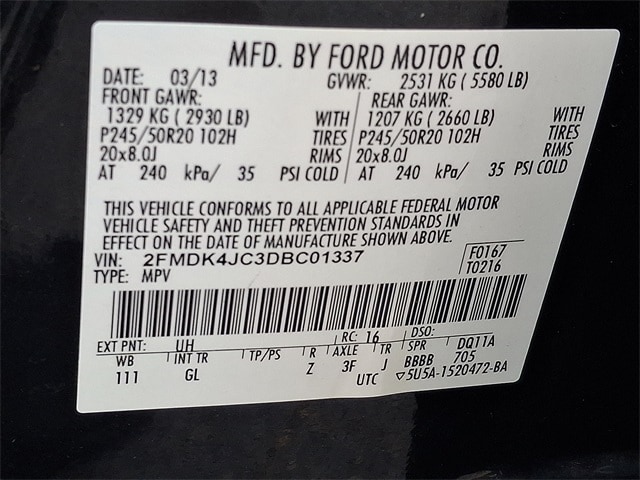 MFD. BY FORD MOTOR CO.
DATE: 03/13 GVWR: 2531 KG ( 5580 LB)
FRONT GAWR: REAR GAWR:
1329 KG ( 2930 LB) WITH 1207 KG ( 2660 LB) WITH
P245/50R20 102H TIRES P245/50R20 102H TIRES
20x8.0J RIMS 20x8.0J RIMS
AT 240 kPa/ 35 PSI COLD AT 240 kPa/ 35 PSI COLD
THIS VEHICLE CONFORMS TO ALL APPLICABLE FEDERAL MOTOR
VEHICLE SAFETY AND THEFT PREVENTION STANDARDS IN
EFFECT ON THE DATE OF MANUFACTURE SHOWN ABOVE.
VIN: 2FMDK4JC3DBC01337 F0167
TYPE: MPV T0216
EXT PNT: UH RC: 16 DSO:
WB INT TR TP/PS R AXLE TR SPR DQ11A
111 GL Z 3F J BBBB 705
UTC ▽5U5A-1520472-BA